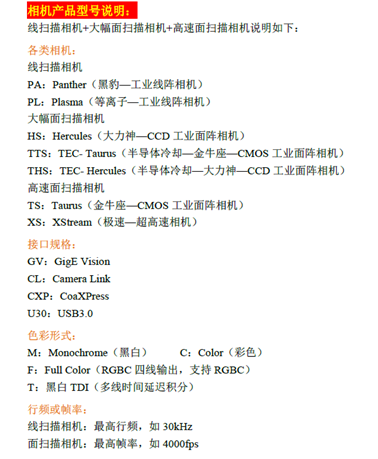 相机产品型号说明：
线扫描相机+大幅面扫描相机+高速面扫描相机说明如下：
各类相机：
线扫描相机
PA：Panther（黑豹—工业线阵相机）
PL：Plasma（等离子—工业线阵相机）
大幅面扫描相机
HS：Hercules（大力神—CCD 工业面阵相机）
TTS：TEC- Taurus（半导体冷却—金牛座—CMOS 工业面阵相机）
THS：TEC- Hercules（半导体冷却—大力神—CCD 工业面阵相机）
高速面扫描相机
TS：Taurus（金牛座—CMOS 工业面阵相机）
XS：XStream（极速—超高速相机）
接口规格：
GV：GigE Vision
CL：Camera Link
CXP：CoaXPress
U30：USB3.0
色彩形式：
M：Monochrome（黑白） C：Color（彩色）
F：Full Color（RGBC 四线输出，支持 RGBC）
T：黑白 TDI（多线时间延迟积分）
行频或帧率：
线扫描相机：最高行频，如 30kHz
面扫描相机：最高帧率，如 4000fps